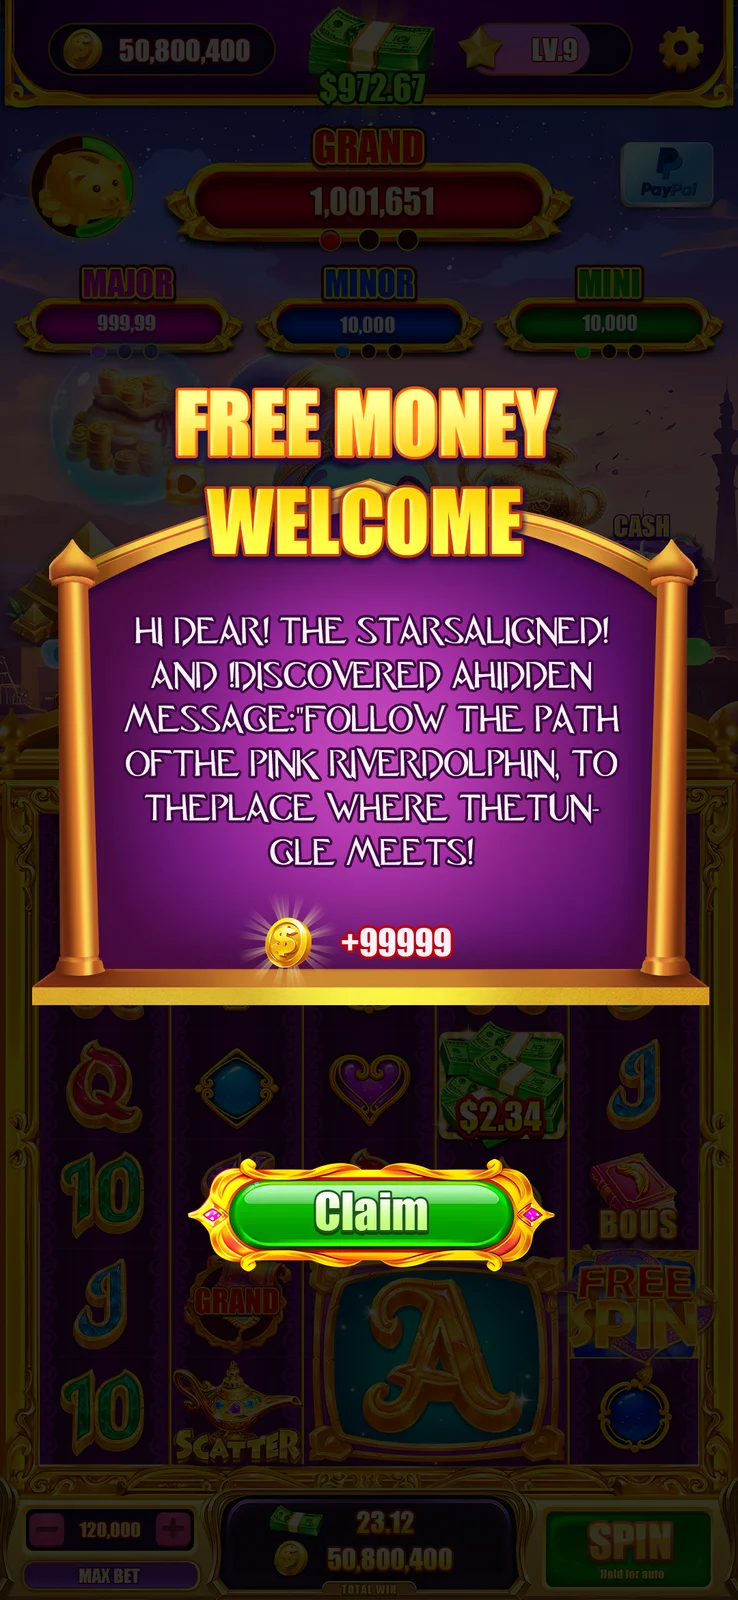 50,800,400
$972.67
LV.9
GRAND
1,001,651
PayPal
MAJOR
MINOR
MINI
999,99
10,000
10,000
FREE MONEY
WELCOME
CASH
HI DEAR! THE STARSALIGNED!
AND !DISCOVERED AHIDDEN
MESSAGE:"FOLLOW THE PATH
OFTHE PINK RIVERDOLPHIN, TO
THEPLACE WHERE THETUN-
GLE MEETS!
+99999
Q
$2.34
J
10
Claim
BOUS
J
GRAND
A
FREE
SPIN
10
SCATTER
120,000
MAX BET
23.12
50,800,400
TOTAL WIN
SPIN
Hold for auto